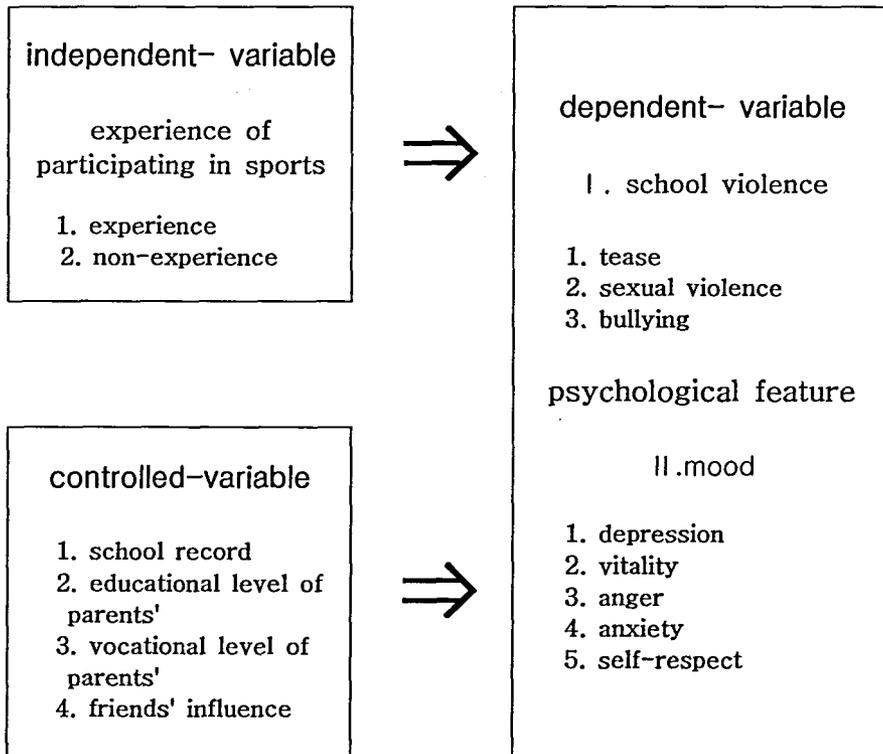 independent- variable
experience of
participating in sports
1. experience
2. non-experience
controlled-variable
1. school record
2. educational level of
parents'
3. vocational level of
parents'
4. friends' influence
dependent- variable
I. school violence
1. tease
2. sexual violence
3. bullying
psychological feature
II.mood
1. depression
2. vitality
3. anger
4. anxiety
5. self-respect